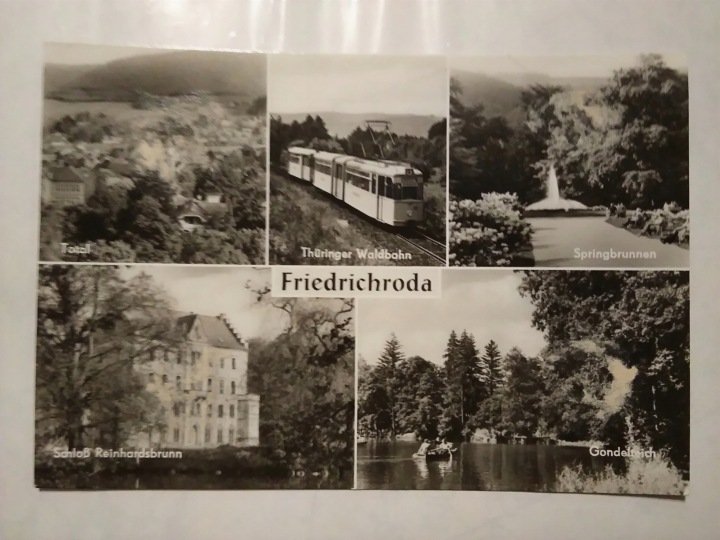 Total
Thüringer Waldbahn
Springbrunnen
Friedrichroda
Schloß Reinhardsbrunn
Gondelteich